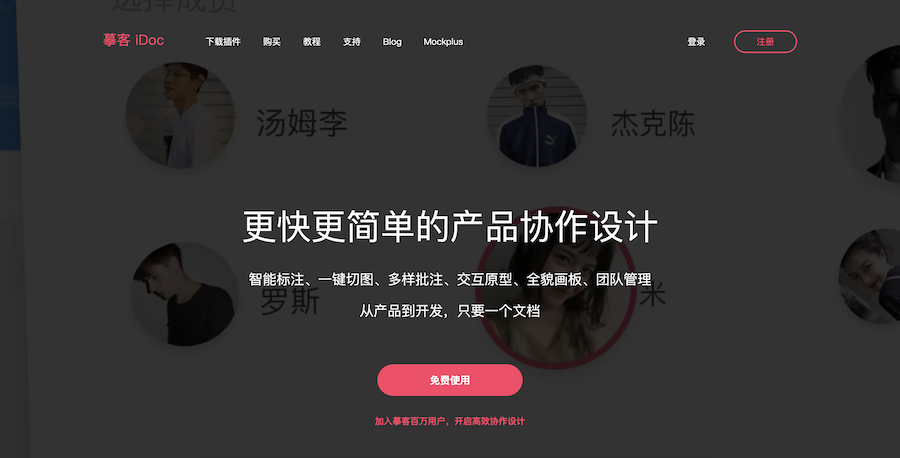 选择成员
摹客 iDoc 下载插件 购买 教程 支持 Blog Mockplus 登录 注册
汤姆李 杰克陈
更快更简单的产品协作设计
智能标注、一键切图、多样批注、交互原型、全貌画板、团队管理
罗斯 米
从产品到开发，只要一个文档
免费使用
加入摹客百万用户，开启高效协作设计